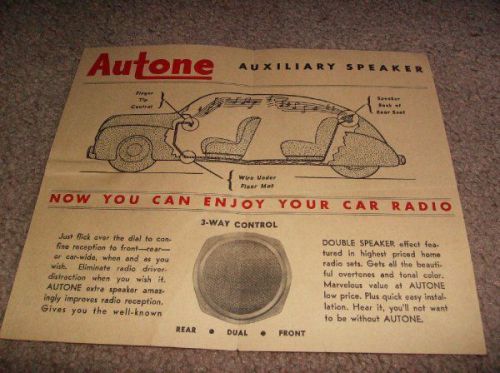 Autone AUXILIARY SPEAKER
Finger
Tip
Control
Speaker
Back of
Rear Seat
Wire Under
Floor Mat
NOW YOU CAN ENJOY YOUR CAR RADIO
3-WAY CONTROL
Just flick over the dial to con-
fine reception to front—rear—
or car-wide, when and as you
wish. Eliminate radio driver-
distraction when you wish it.
AUTONE extra speaker amaz-
ingly improves radio reception.
Gives you the well-known
DOUBLE SPEAKER effect fea-
tured in highest priced home
radio sets. Gets all the beauti-
ful overtones and tonal color.
Marvelous value at AUTONE
low price. Plus quick easy instal-
lation. Hear it, you'll not want
to be without AUTONE.
REAR • DUAL • FRONT